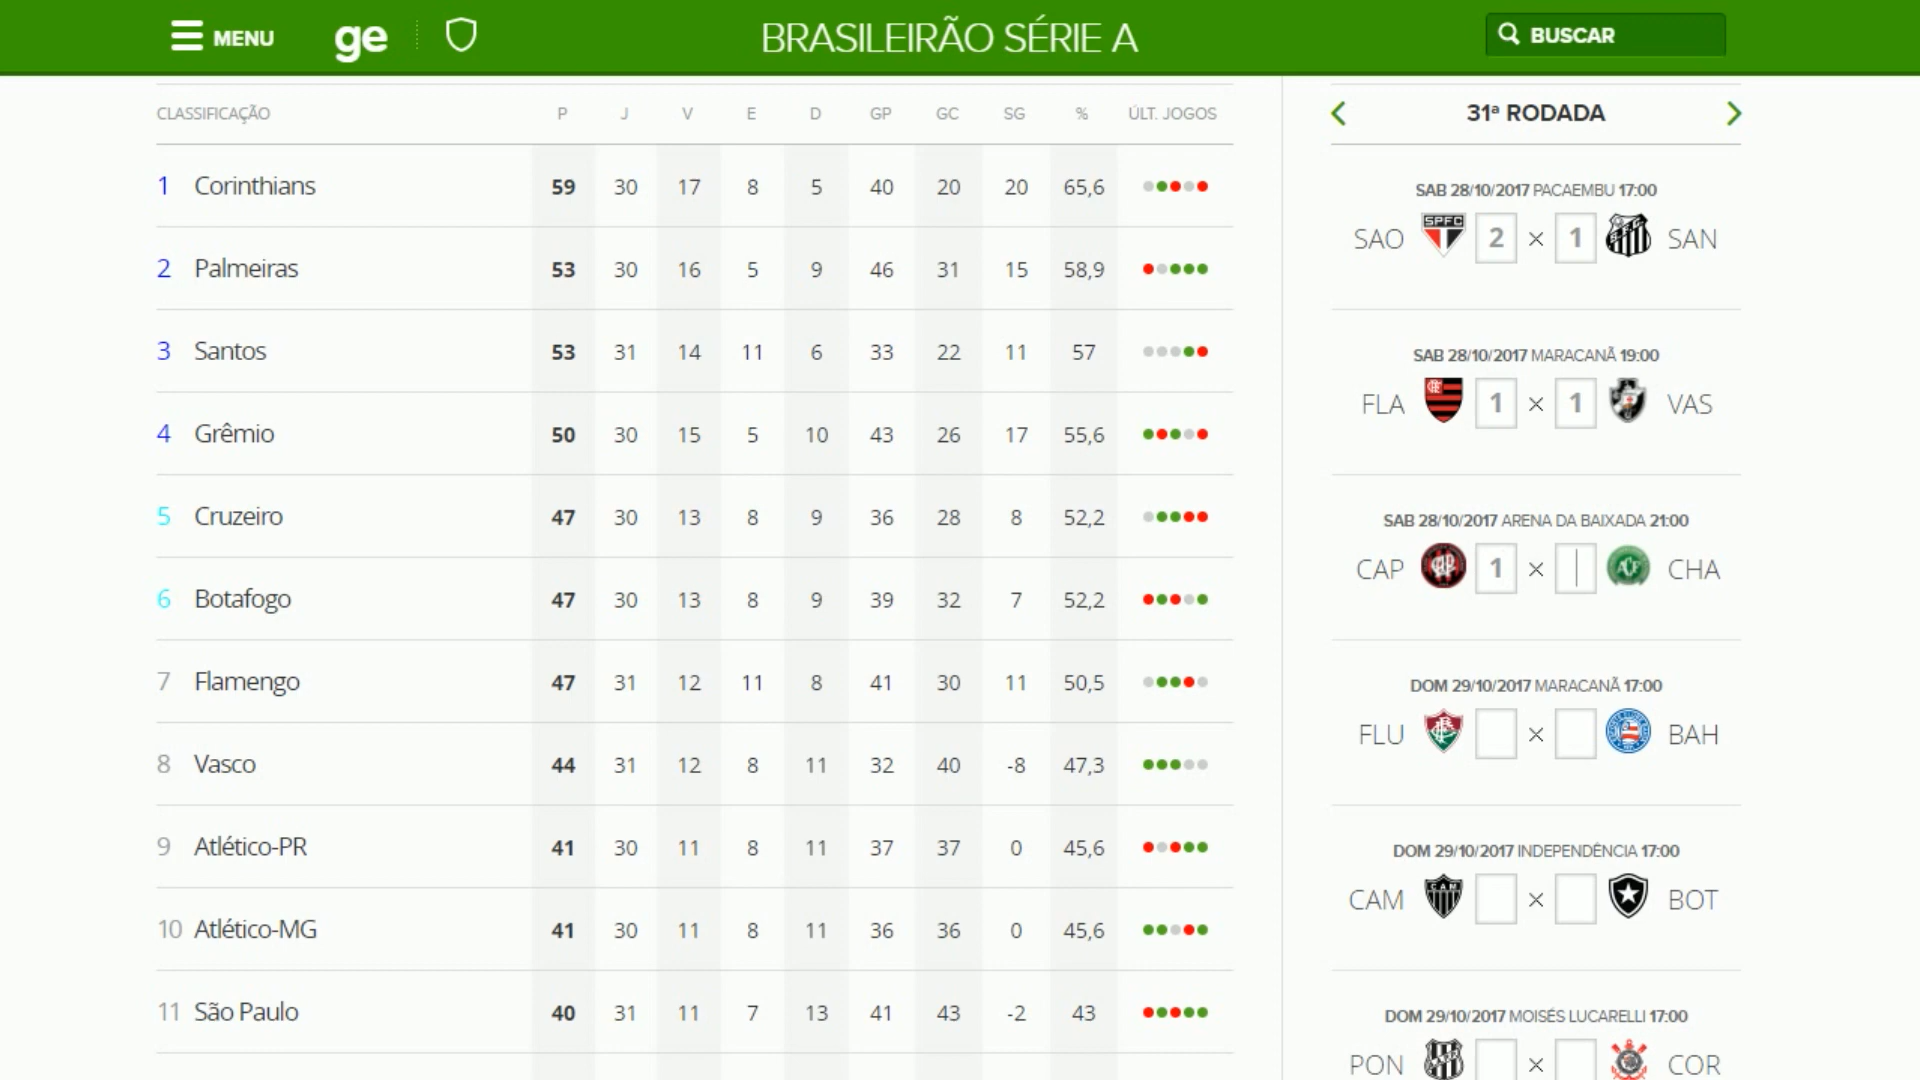 MENU ge BRASILEIRÃO SÉRIE A BUSCAR
CLASSIFICAÇÃO P J V E D GP GC SG % ÚLT. JOGOS
1 Corinthians 59 30 17 8 5 40 20 20 65,6
2 Palmeiras 53 30 16 5 9 46 31 15 58,9
3 Santos 53 31 14 11 6 33 22 11 57
4 Grêmio 50 30 15 5 10 43 26 17 55,6
5 Cruzeiro 47 30 13 8 9 36 28 8 52,2
6 Botafogo 47 30 13 8 9 39 32 7 52,2
7 Flamengo 47 31 12 11 8 41 30 11 50,5
8 Vasco 44 31 12 8 11 32 40 -8 47,3
9 Atlético-PR 41 30 11 8 11 37 37 0 45,6
10 Atlético-MG 41 30 11 8 11 36 36 0 45,6
11 São Paulo 40 31 11 7 13 41 43 -2 43
31ª RODADA
SAB 28/10/2017 PACAEMBU 17:00
SAO SPFC 2 × 1 SAN
SAB 28/10/2017 MARACANÃ 19:00
FLA 1 × 1 VAS
SAB 28/10/2017 ARENA DA BAIXADA 21:00
CAP 1 × CHA
DOM 29/10/2017 MARACANÃ 17:00
FLU × BAH
DOM 29/10/2017 INDEPENDÊNCIA 17:00
CAM CAM × BOT
DOM 29/10/2017 MOISÉS LUCARELLI 17:00
PON × COR